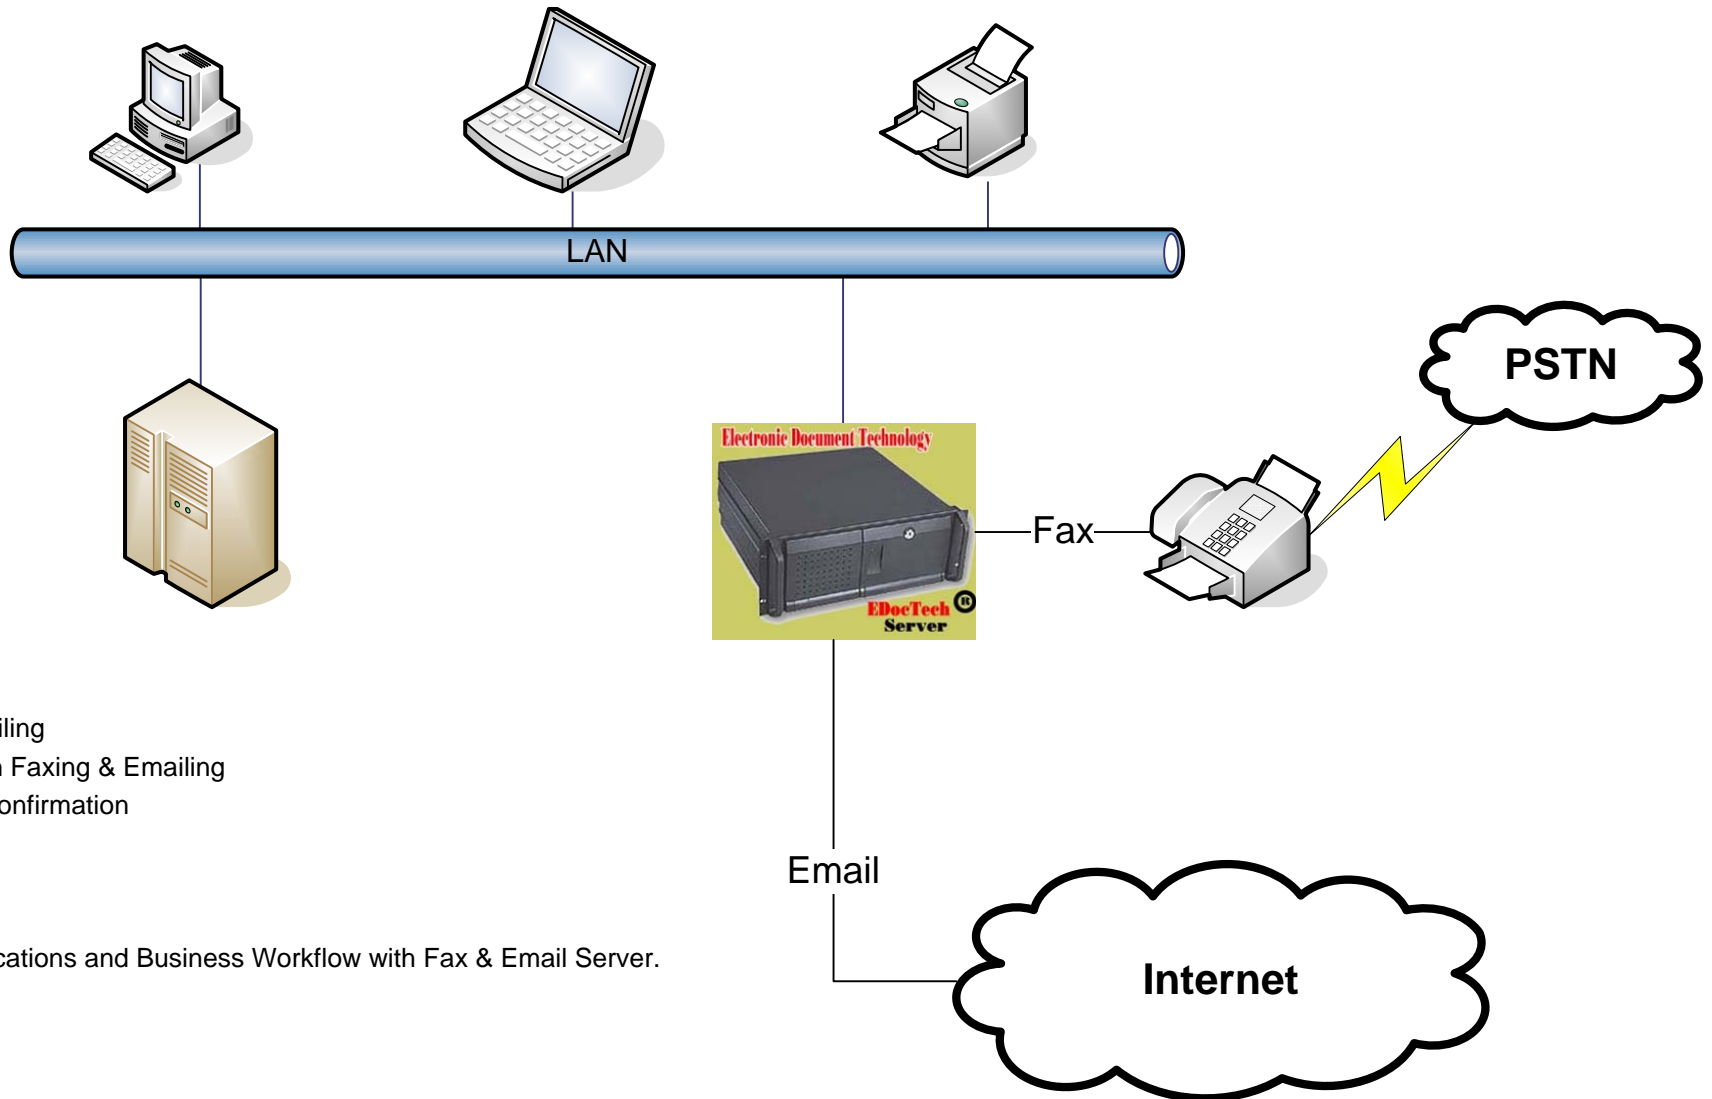 LAN
PSTN
Electronic Document Technology
Fax
EDocTech ®
Server
iling
n Faxing & Emailing
onfirmation
Email
cations and Business Workflow with Fax & Email Server.
Internet